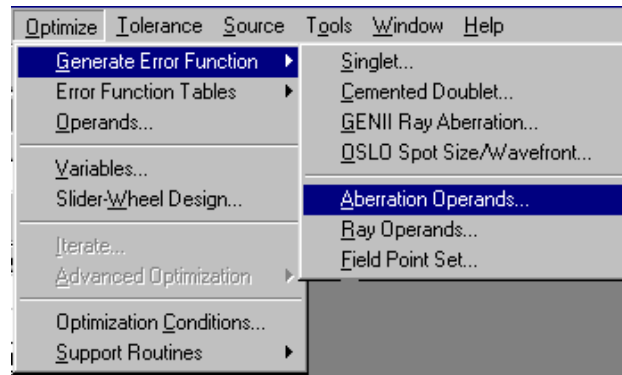 Optimize Tolerance Source Tools Window Help
Generate Error Function
Error Function Tables
Operands...
Variables...
Slider-Wheel Design...
Iterate...
Advanced Optimization
Optimization Conditions...
Support Routines
Singlet...
Cemented Doublet...
GENII Ray Aberration...
OSLO Spot Size/Wavefront...
Aberration Operands...
Ray Operands...
Field Point Set...